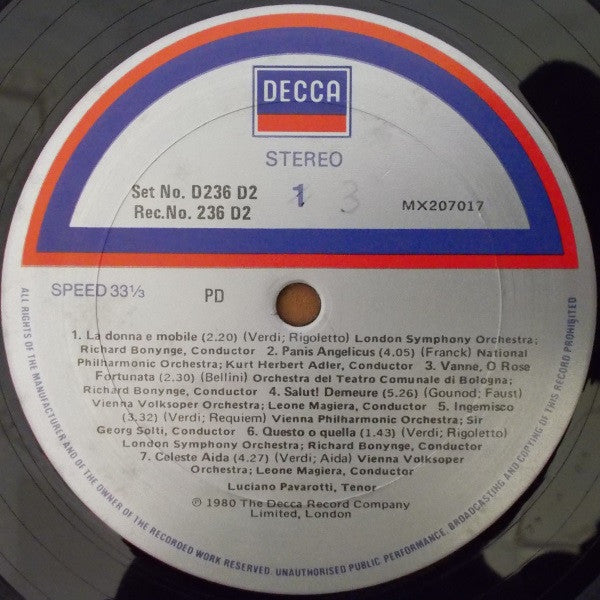 DECCA
STEREO
Set No. D236 D2
Rec.No. 236 D2
1 3
MX207017
SPEED 33⅓
PD
1. La donna e mobile (2.20) (Verdi; Rigoletto) London Symphony Orchestra;
Richard Bonynge, Conductor 2. Panis Angelicus (4.05) (Franck) National
Philharmonic Orchestra; Kurt Herbert Adler, Conductor 3. Vanne, O Rose
Fortunata (2.30) (Bellini) Orchestra del Teatro Comunale di Bologna;
Richard Bonynge, Conductor 4. Salut! Demeure (5.26) (Gounod: Faust)
Vienna Volksoper Orchestra; Leone Magiera, Conductor 5. Ingemisco
(3.32) (Verdi; Requiem) Vienna Philharmonic Orchestra; Sir
Georg Solti, Conductor 6. Questo o quella (1.43) (Verdi; Rigoletto)
London Symphony Orchestra; Richard Bonynge, Conductor
7. Celeste Aida (4.27) (Verdi; Aida) Vienna Volksoper
Orchestra; Leone Magiera, Conductor
Luciano Pavarotti, Tenor
℗ 1980 The Decca Record Company
Limited, London
ALL RIGHTS OF THE MANUFACTURER AND OF THE OWNER OF THE RECORDED WORK RESERVED. UNAUTHORISED PUBLIC PERFORMANCE, BROADCASTING AND COPYING OF THIS RECORD PROHIBITED